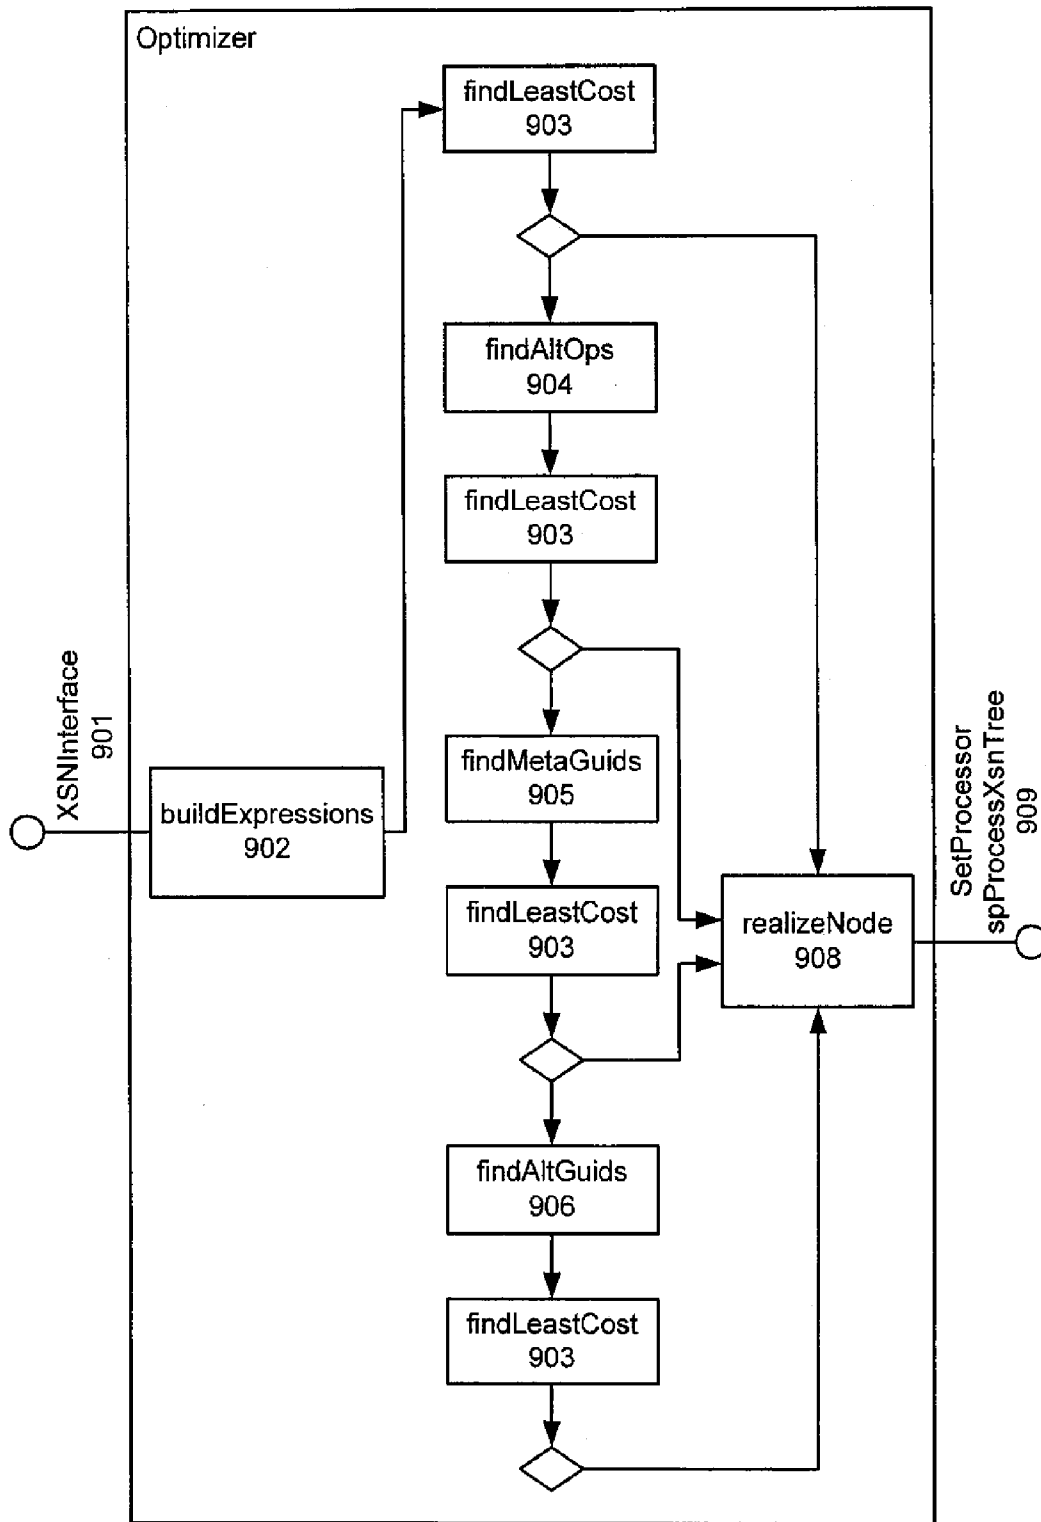 Optimizer
findLeastCost
903
findAltOps
904
findLeastCost
903
XSNInterface
901
buildExpressions
902
findMetaGuids
905
findLeastCost
903
realizeNode
908
SetProcessor
spProcessXsnTree
909
findAltGuids
906
findLeastCost
903